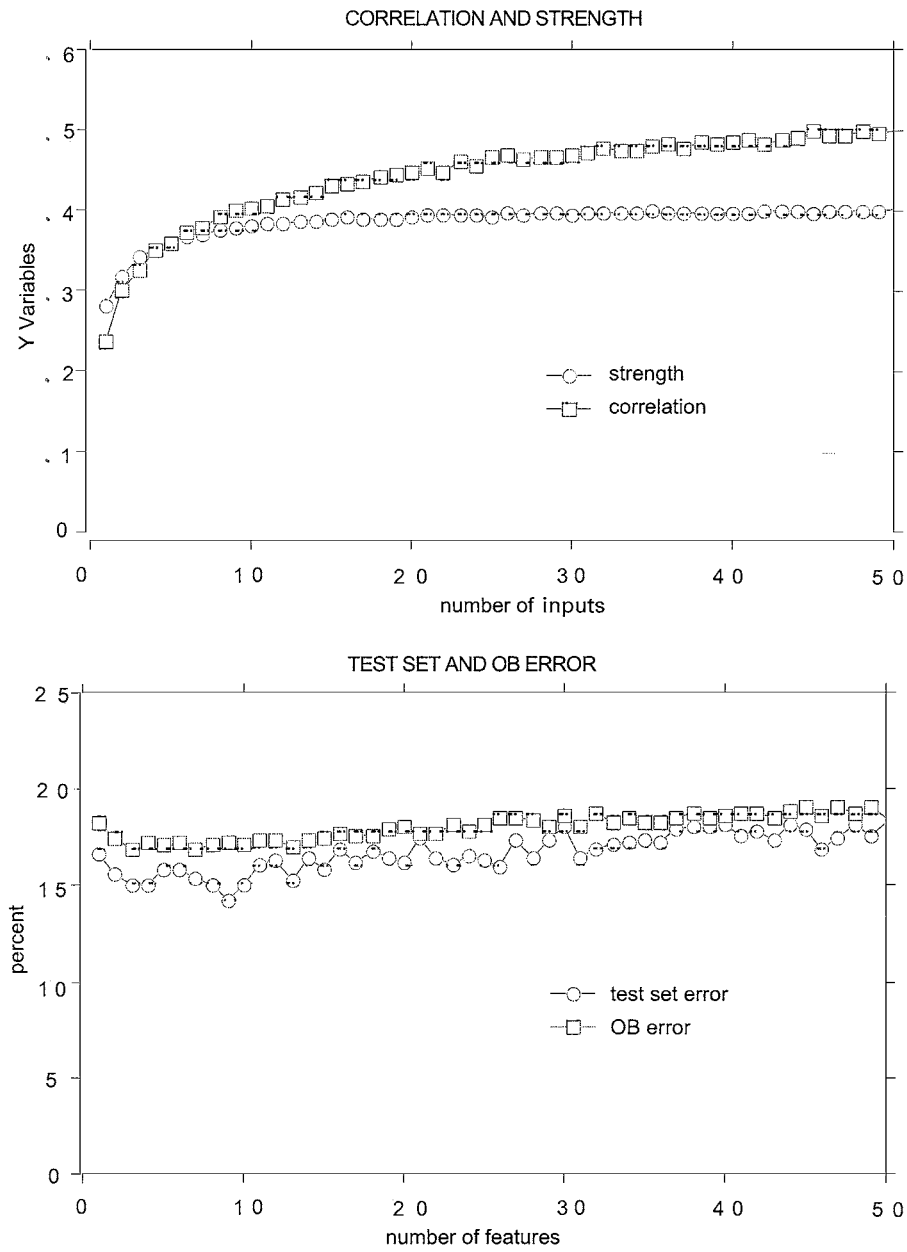 CORRELATION AND STRENGTH
. 6
. 5
. 4
. 3
. 2
. 1
0
Y Variables
strength
correlation
0 1 0 2 0 3 0 4 0 5 0
number of inputs
TEST SET AND OB ERROR
2 5
2 0
1 5
1 0
5
0
percent
test set error
OB error
0 1 0 2 0 3 0 4 0 5 0
number of features